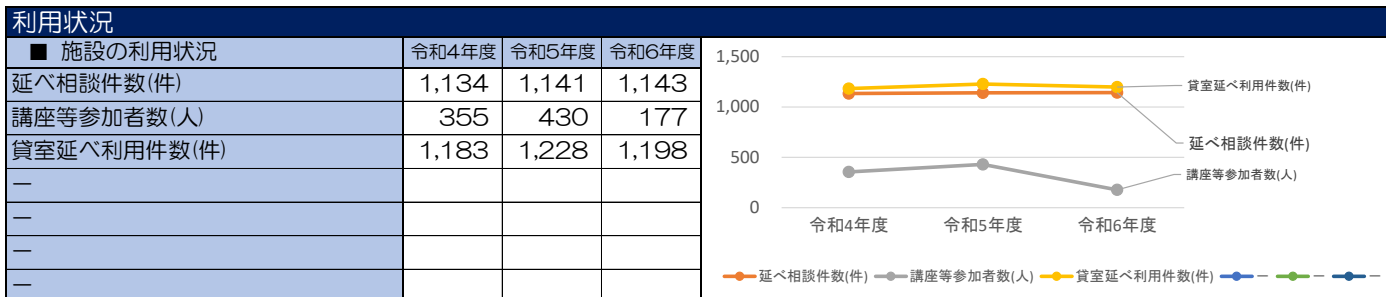 利用状況
■ 施設の利用状況 令和4年度 令和5年度 令和6年度
延べ相談件数(件) 1,134 1,141 1,143
講座等参加者数(人) 355 430 177
貸室延べ利用件数(件) 1,183 1,228 1,198
ー
ー
ー
ー
1,500
1,000
500
0
貸室延べ利用件数(件)
延べ相談件数(件)
講座等参加者数(人)
令和4年度 令和5年度 令和6年度
延べ相談件数(件) 講座等参加者数(人) 貸室延べ利用件数(件) ー ー ー